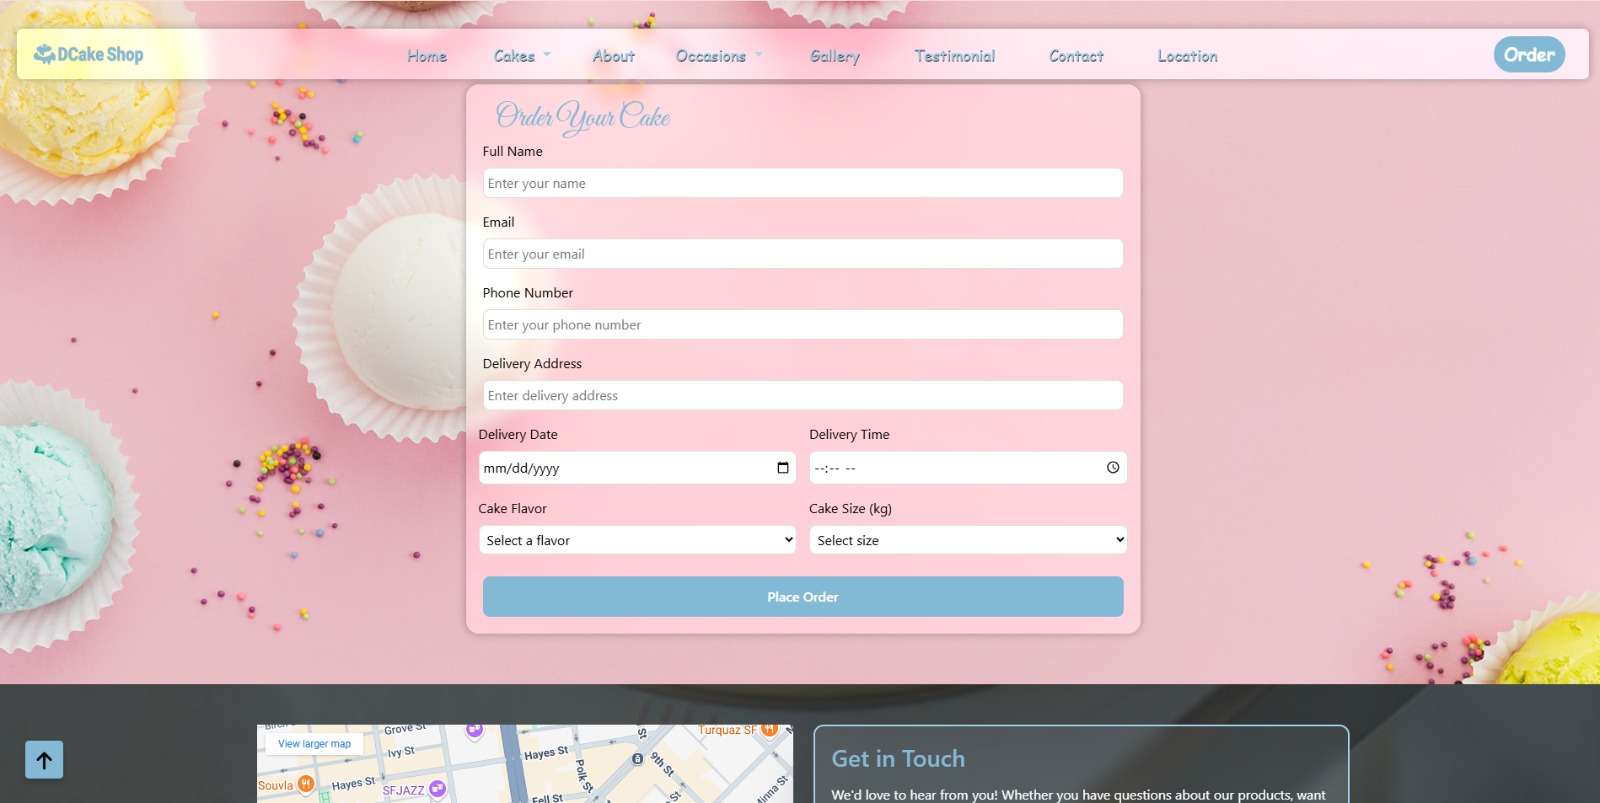 DCake Shop
Home
Cakes
About
Occasions
Gallery
Testimonial
Contact
Location
Order
Order Your Cake
Full Name
Enter your name
Email
Enter your email
Phone Number
Enter your phone number
Delivery Address
Enter delivery address
Delivery Date
Delivery Time
mm/dd/yyyy
--:-- --
Cake Flavor
Cake Size (kg)
Select a flavor
Select size
Place Order
View larger map
Grove St
Ivy St
Hayes St
Hayes St
Fell St
Polk St
9th St
Minna St
Turquaz SF
Souvla
SFJAZZ
Get in Touch
We'd love to hear from you! Whether you have questions about our products, want